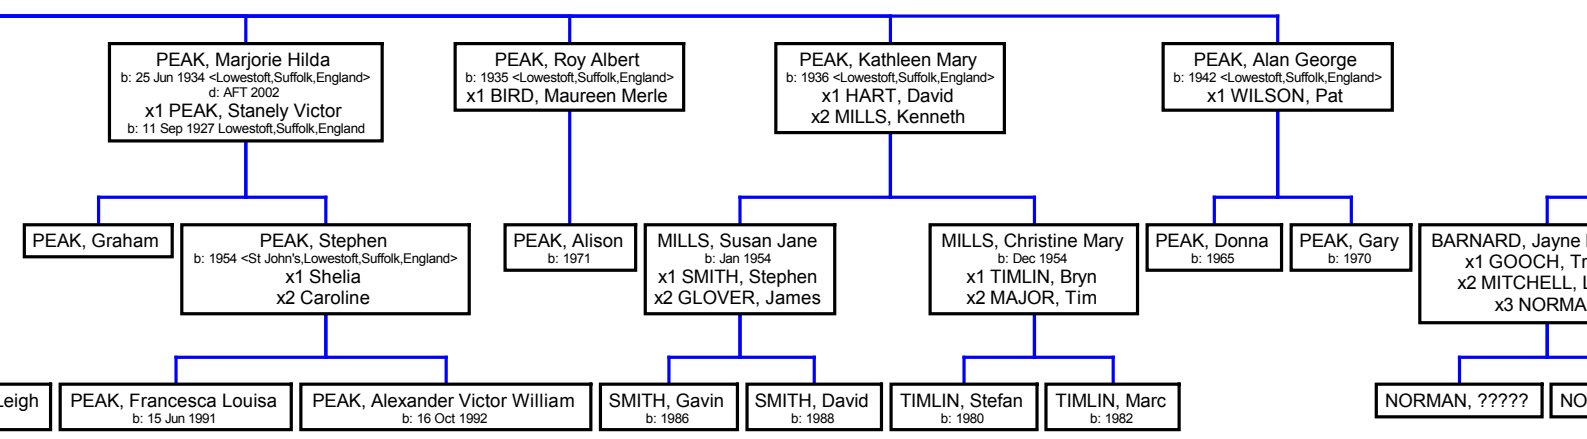 PEAK, Marjorie Hilda
b: 25 Jun 1934 <Lowestoft,Suffolk,England>
d: AFT 2002
x1 PEAK, Stanely Victor
b: 11 Sep 1927 Lowestoft,Suffolk,England
PEAK, Roy Albert
b: 1935 <Lowestoft,Suffolk,England>
x1 BIRD, Maureen Merle
PEAK, Kathleen Mary
b: 1936 <Lowestoft,Suffolk,England>
x1 HART, David
x2 MILLS, Kenneth
PEAK, Alan George
b: 1942 <Lowestoft,Suffolk,England>
x1 WILSON, Pat
PEAK, Graham
PEAK, Stephen
b: 1954 <St John's,Lowestoft,Suffolk,England>
x1 Shelia
x2 Caroline
PEAK, Alison
b: 1971
MILLS, Susan Jane
b: Jan 1954
x1 SMITH, Stephen
x2 GLOVER, James
MILLS, Christine Mary
b: Dec 1954
x1 TIMLIN, Bryn
x2 MAJOR, Tim
PEAK, Donna
b: 1965
PEAK, Gary
b: 1970
BARNARD, Jayne
x1 GOOCH, Tr
x2 MITCHELL, L
x3 NORMA
Leigh
PEAK, Francesca Louisa
b: 15 Jun 1991
PEAK, Alexander Victor William
b: 16 Oct 1992
SMITH, Gavin
b: 1986
SMITH, David
b: 1988
TIMLIN, Stefan
b: 1980
TIMLIN, Marc
b: 1982
NORMAN, ?????
NO